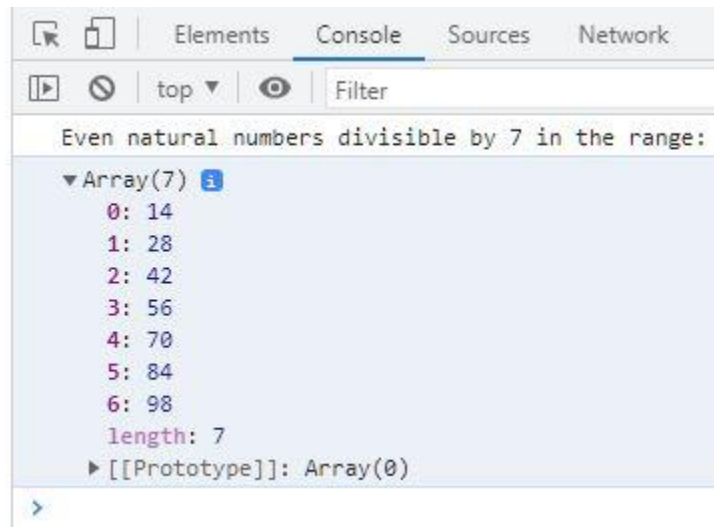 Elements Console Sources Network
top ▼ Filter
Even natural numbers divisible by 7 in the range:
▼Array(7) i
0: 14
1: 28
2: 42
3: 56
4: 70
5: 84
6: 98
length: 7
▶[[Prototype]]: Array(0)
>